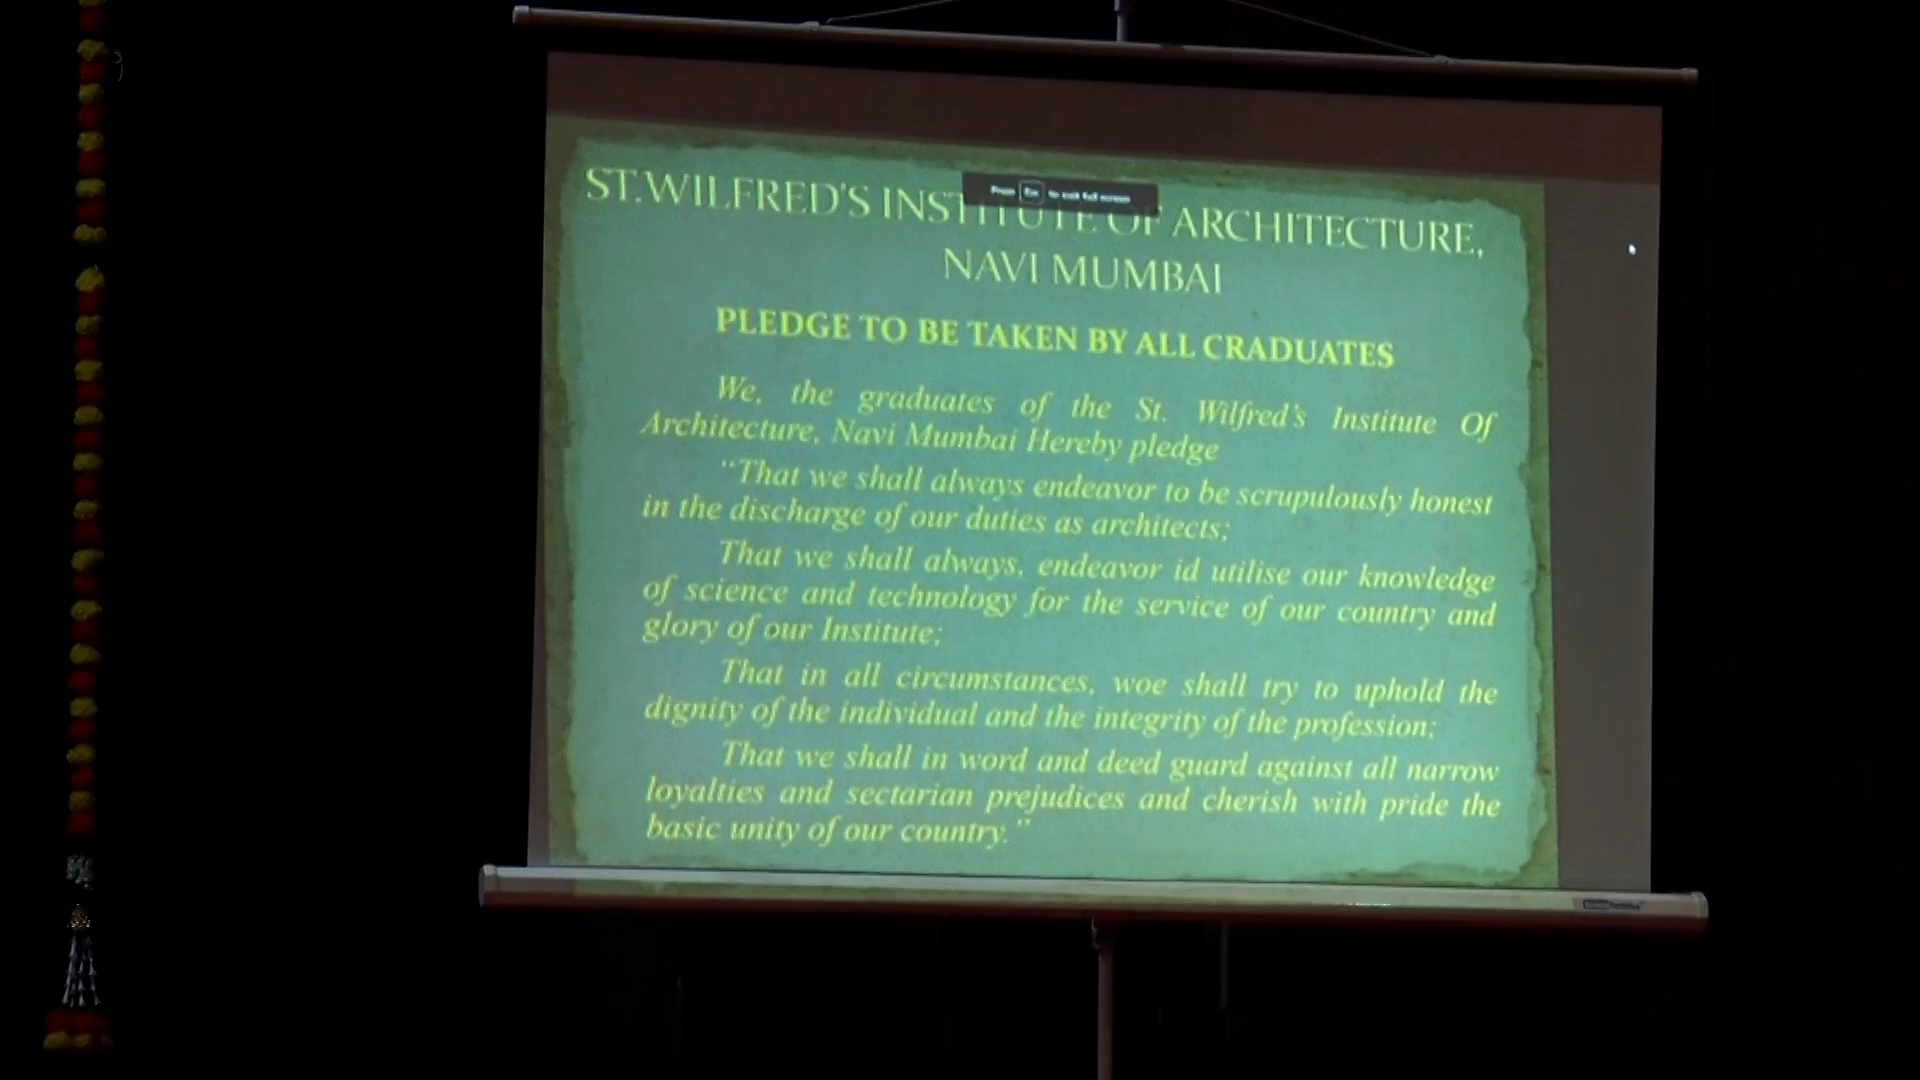 ST.WILFRED'S INSTITUTE OF ARCHITECTURE,
Press Esc to exit full screen
NAVI MUMBAI
PLEDGE TO BE TAKEN BY ALL CRADUATES
We, the graduates of the St. Wilfred's Institute Of
Architecture, Navi Mumbai Hereby pledge
"That we shall always endeavor to be scrupulously honest
in the discharge of our duties as architects;
That we shall always, endeavor id utilise our knowledge
of science and technology for the service of our country and
glory of our Institute;
That in all circumstances, woe shall try to uphold the
dignity of the individual and the integrity of the profession;
That we shall in word and deed guard against all narrow
loyalties and sectarian prejudices and cherish with pride the
basic unity of our country."